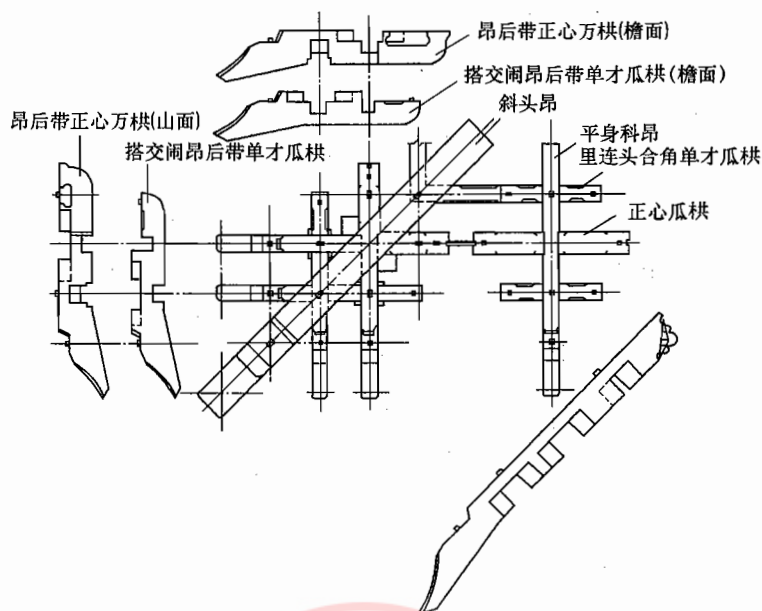 昂后带正心万栱(檐面)
搭交闹昂后带单才瓜栱(檐面)
斜头昂
昂后带正心万栱(山面)
搭交闹昂后带单才瓜栱
平身科昂
里连头合角单才瓜栱
正心瓜栱